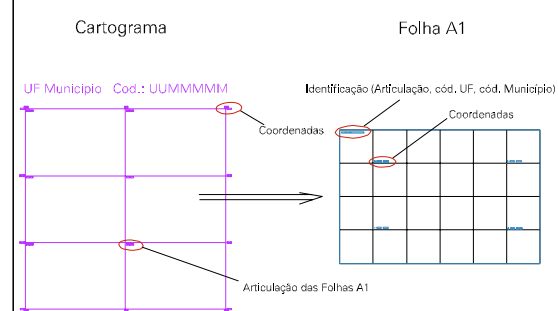 Cartograma
Folha A1
UF Município Cod.: UUMMMMM
Identificação (Articulação, cód. UF, cód. Município)
Coordenadas
Coordenadas
Articulação das Folhas A1